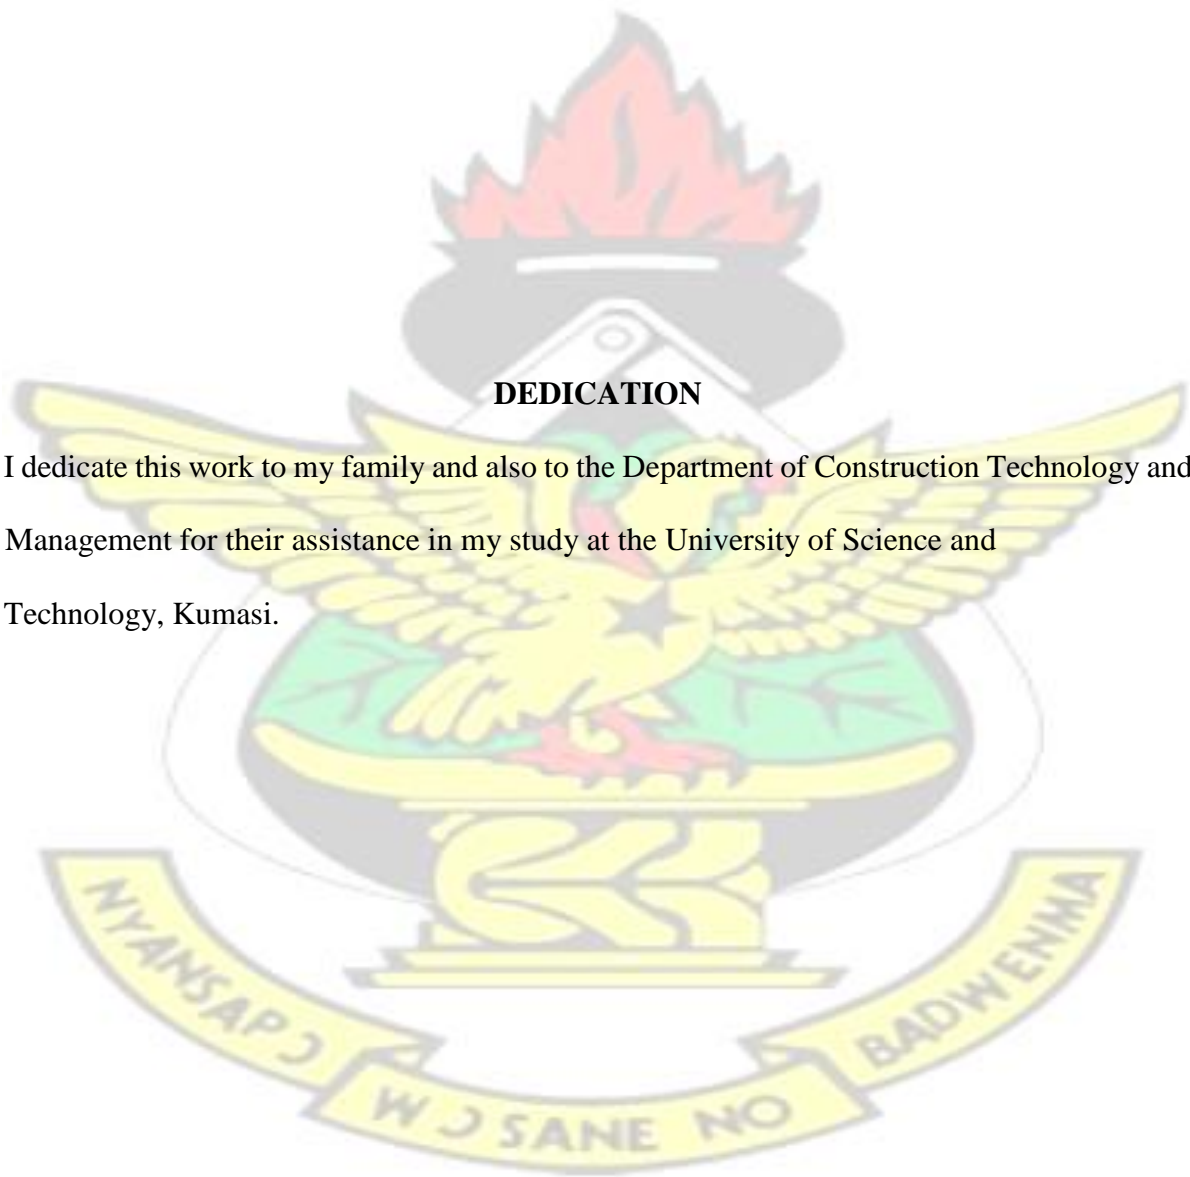 DEDICATION
I dedicate this work to my family and also to the Department of Construction Technology and
Management for their assistance in my study at the University of Science and
Technology, Kumasi.
NYANSAPƆ
WƆSANE NO
BADWENMA